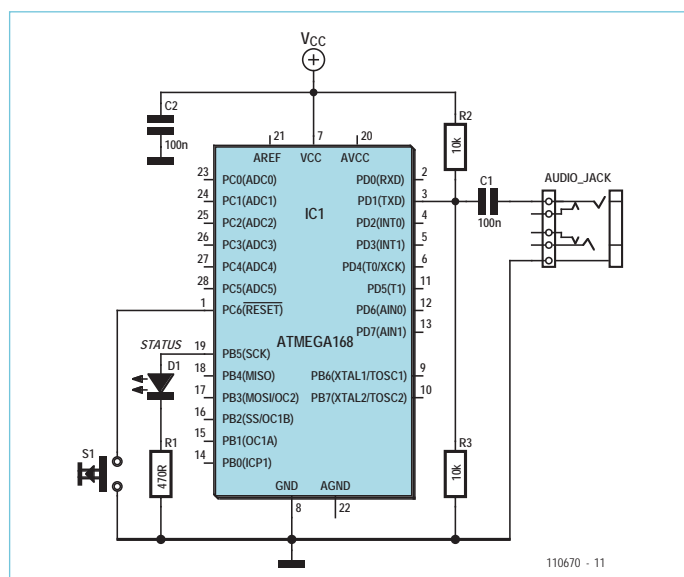 VCC
C2
100n
21
7
20
AREF
VCC
AVCC
R2
10k
23
PC0(ADC0)
24
PC1(ADC1)
25
PC2(ADC2)
26
PC3(ADC3)
27
PC4(ADC4)
28
PC5(ADC5)
1
PC6(RESET)
IC1
ATMEGA168
PD0(RXD)
2
PD1(TXD)
3
PD2(INT0)
4
PD3(INT1)
5
PD4(T0/XCK)
6
PD5(T1)
11
PD6(AIN0)
12
PD7(AIN1)
13
C1
100n
AUDIO_JACK
STATUS
19
PB5(SCK)
18
PB4(MISO)
17
PB3(MOSI/OC2)
16
PB2(SS/OC1B)
15
PB1(OC1A)
14
PB0(ICP1)
PB6(XTAL1/TOSC1)
9
PB7(XTAL2/TOSC2)
10
D1
S1
R1
470R
R3
10k
GND
AGND
8
22
110670 - 11